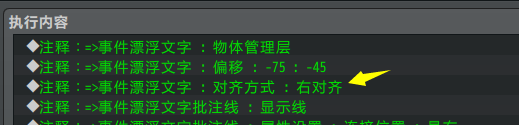 执行内容
◆注释：=>事件漂浮文字 : 物体管理层
◆注释：=>事件漂浮文字 : 偏移 : -75 : -45
◆注释：=>事件漂浮文字 : 对齐方式 : 右对齐
◆注释：=>事件漂浮文字批注线 : 显示线